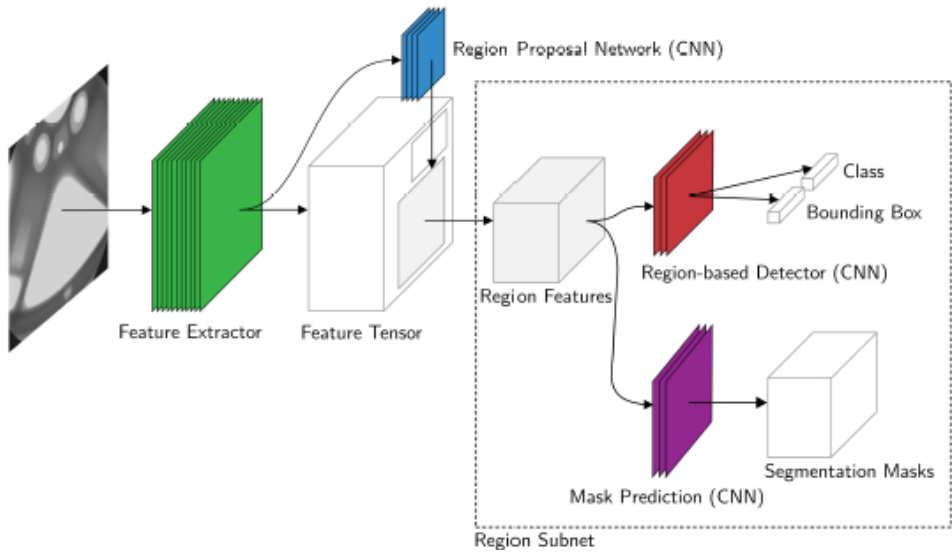 Region Proposal Network (CNN)
Class
Bounding Box
Region-based Detector (CNN)
Region Features
Feature Extractor
Feature Tensor
Segmentation Masks
Mask Prediction (CNN)
Region Subnet